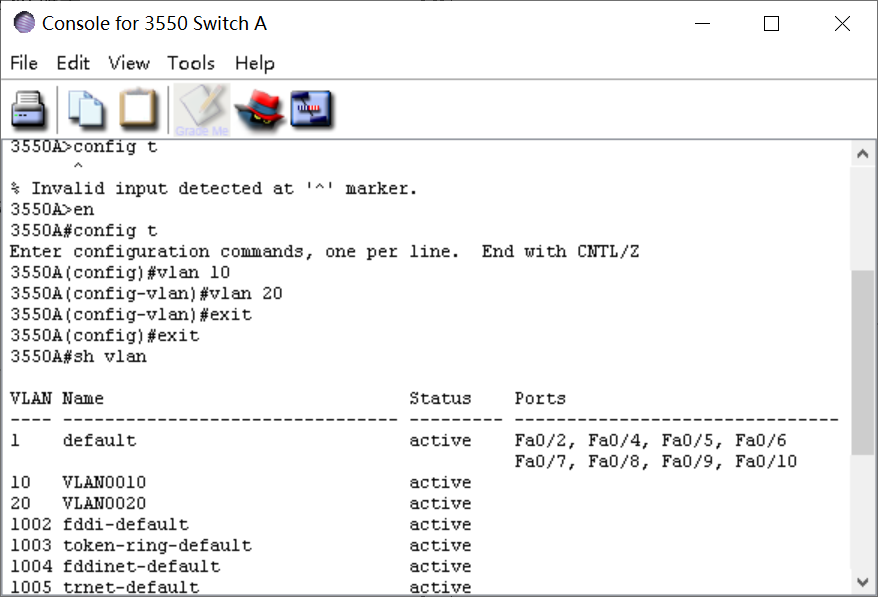 Console for 3550 Switch A
File Edit View Tools Help
Grade Me
3550A>config t
^
% Invalid input detected at '^' marker.
3550A>en
3550A#config t
Enter configuration commands, one per line.  End with CNTL/Z
3550A(config)#vlan 10
3550A(config-vlan)#vlan 20
3550A(config-vlan)#exit
3550A(config)#exit
3550A#sh vlan
VLAN Name                             Status    Ports
---- -------------------------------- --------- -------------------------------
1    default                          active    Fa0/2, Fa0/4, Fa0/5, Fa0/6
                                                Fa0/7, Fa0/8, Fa0/9, Fa0/10
10   VLAN0010                         active
20   VLAN0020                         active
1002 fddi-default                     active
1003 token-ring-default               active
1004 fddinet-default                  active
1005 trnet-default                    active